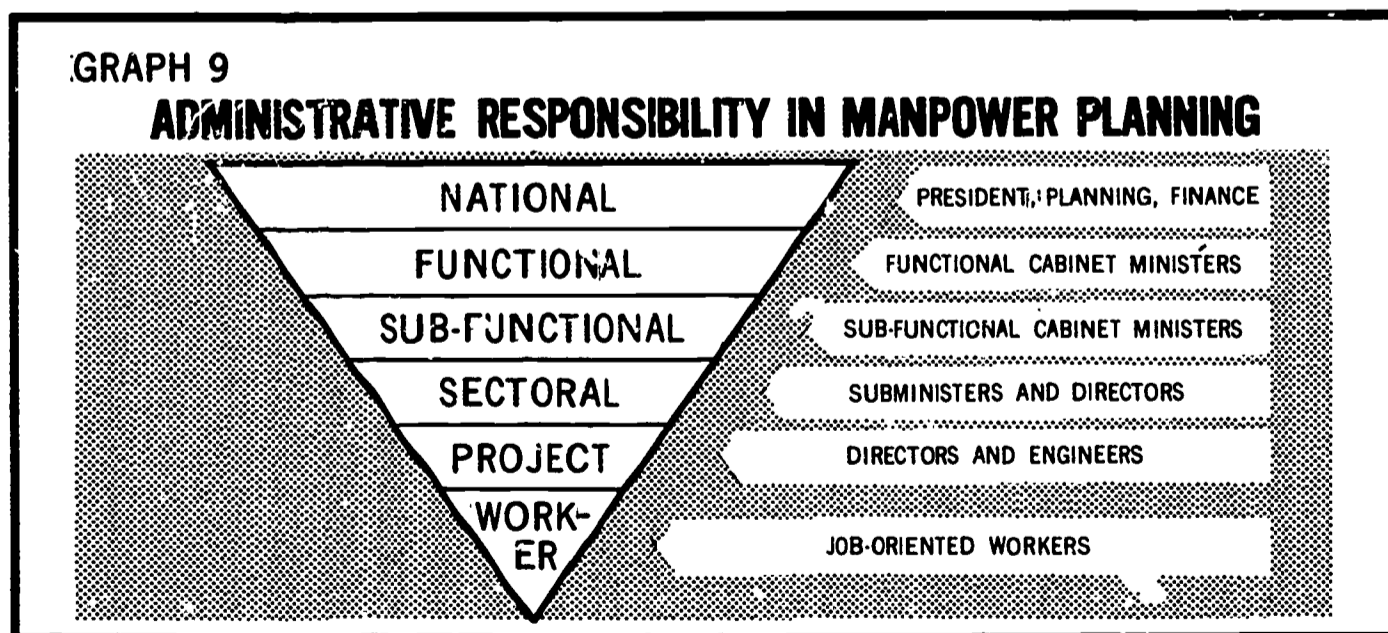 GRAPH 9
ADMINISTRATIVE RESPONSIBILITY IN MANPOWER PLANNING
NATIONAL
PRESIDENT, PLANNING, FINANCE
FUNCTIONAL
FUNCTIONAL CABINET MINISTERS
SUB-FUNCTIONAL
SUB-FUNCTIONAL CABINET MINISTERS
SECTORAL
SUBMINISTERS AND DIRECTORS
PROJECT
DIRECTORS AND ENGINEERS
WORK-
ER
JOB-ORIENTED WORKERS